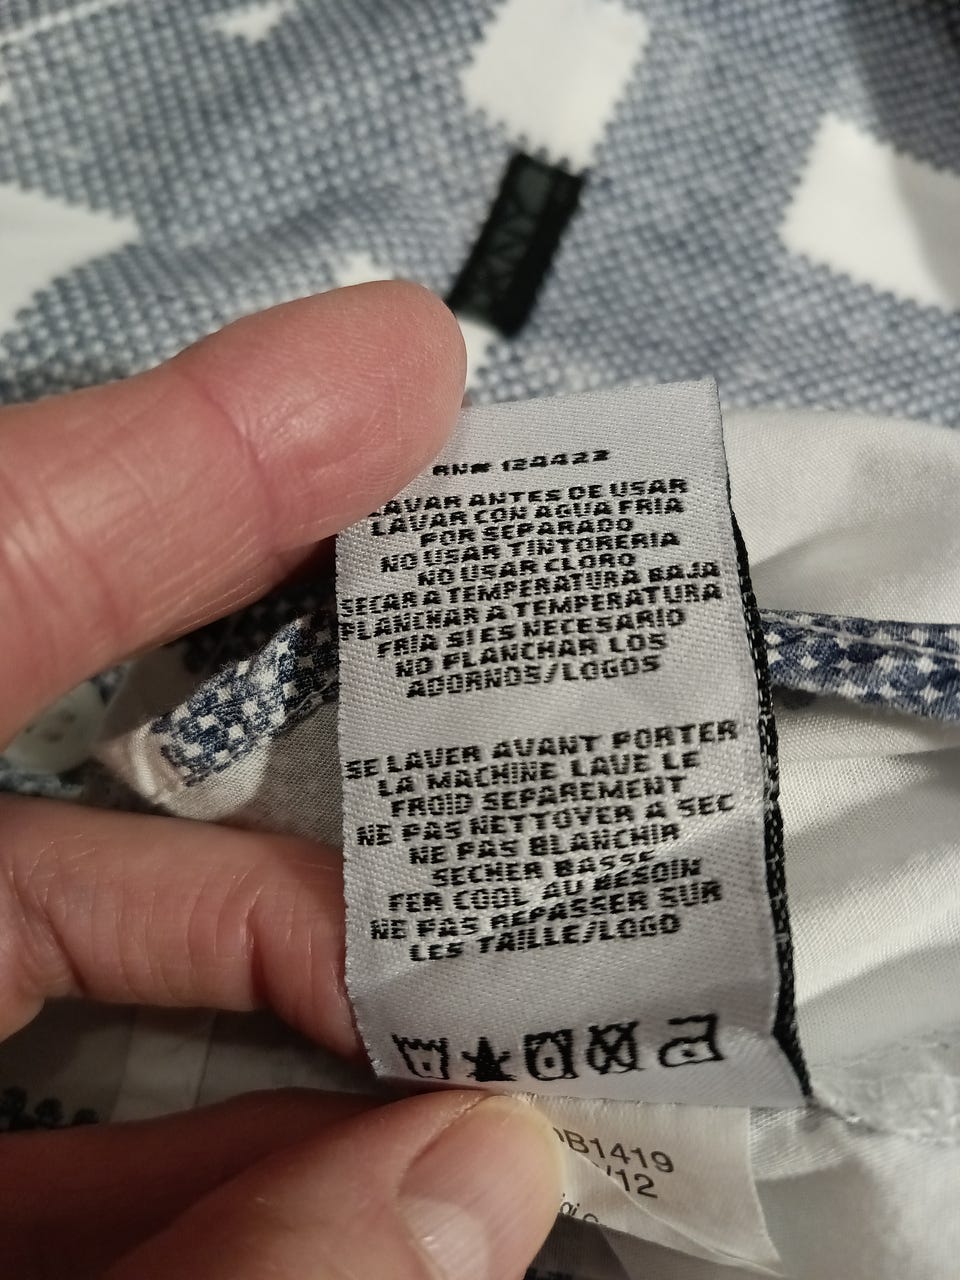 RN# 124423
LAVAR ANTES DE USAR
LAVAR CON AGUA FRIA
POR SEPARADO
NO USAR TINTORERIA
NO USAR CLORO
SECAR A TEMPERATURA BAJA
PLANCHAR A TEMPERATURA
FRIA SI ES NECESARIO
NO PLANCHAR LOS
ADORNOS/LOGOS
SE LAVER AVANT PORTER
LA MACHINE LAVE LE
FROID SEPAREMENT
NE PAS NETTOYER A SEC
NE PAS BLANCHIR
SECHER BASSE
FER COOL AU BESOIN
NE PAS REPASSER SUR
LES TAILLE/LOGO
B1419
/12